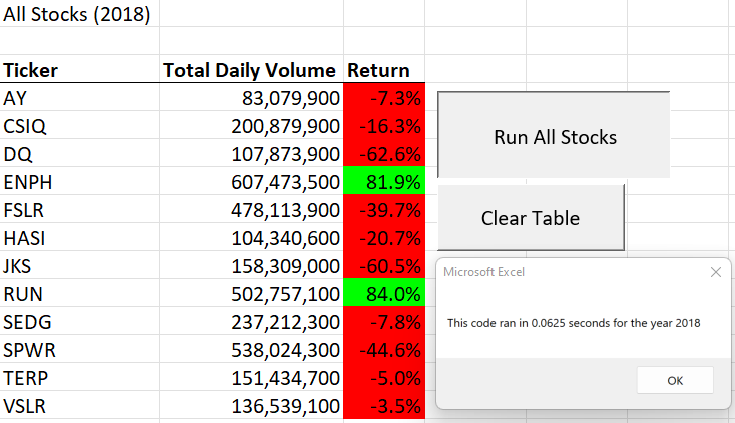 All Stocks (2018)
Ticker Total Daily Volume Return
AY 83,079,900 -7.3%
CSIQ 200,879,900 -16.3%
DQ 107,873,900 -62.6%
ENPH 607,473,500 81.9%
FSLR 478,113,900 -39.7%
HASI 104,340,600 -20.7%
JKS 158,309,000 -60.5%
RUN 502,757,100 84.0%
SEDG 237,212,300 -7.8%
SPWR 538,024,300 -44.6%
TERP 151,434,700 -5.0%
VSLR 136,539,100 -3.5%
Run All Stocks
Clear Table
Microsoft Excel
This code ran in 0.0625 seconds for the year 2018
OK